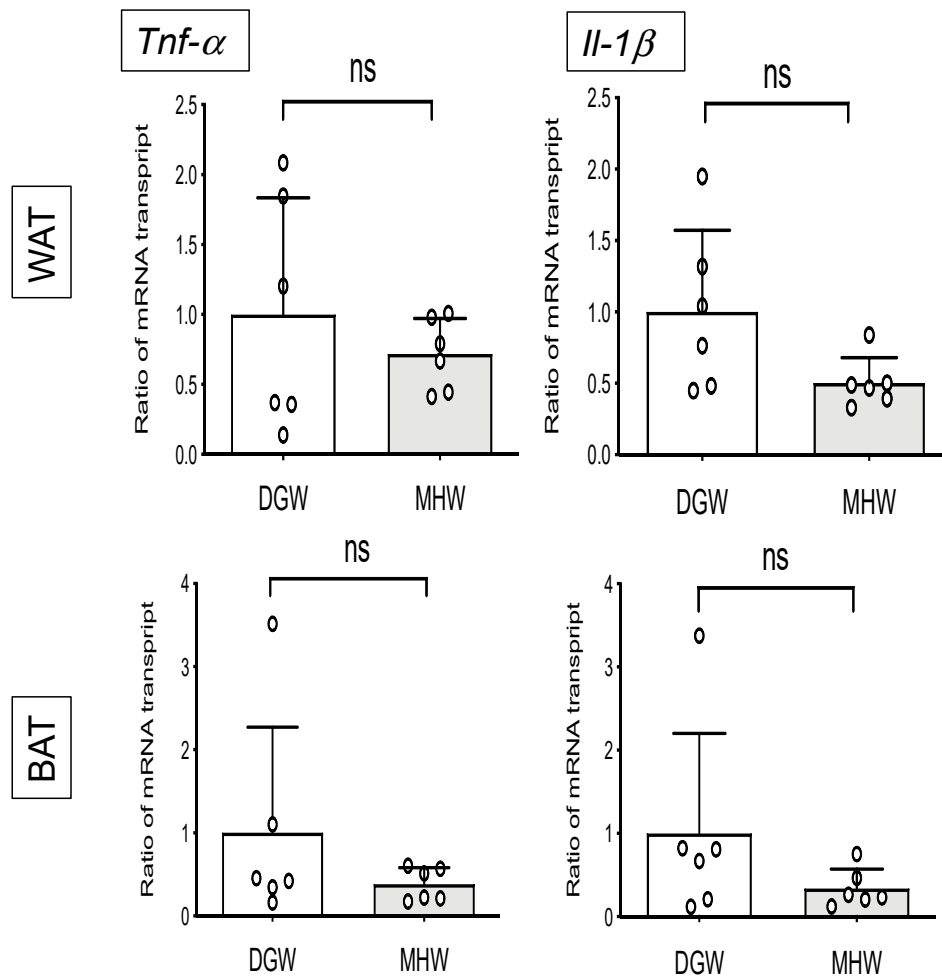 Tnf-α
Il-1β
WAT
ns
Ratio of mRNA transpript
2.5
2.0
1.5
1.0
0.5
0.0
DGW MHW
ns
Ratio of mRNA transpript
2.5
2.0
1.5
1.0
0.5
0.0
DGW MHW
BAT
ns
Ratio of mRNA transpript
4
3
2
1
0
DGW MHW
ns
Ratio of mRNA transpript
4
3
2
1
0
DGW MHW